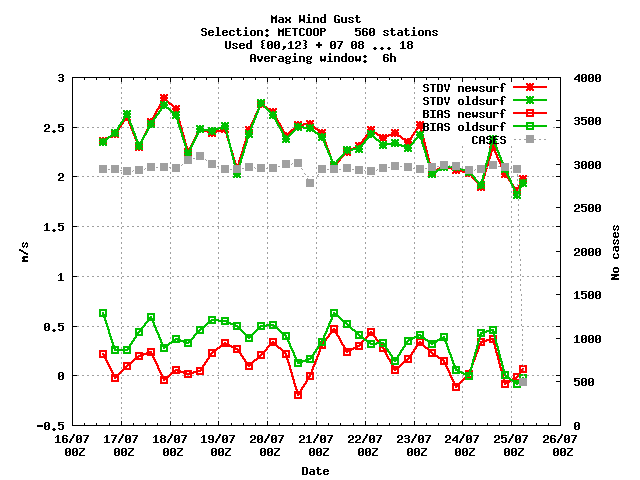 Max Wind Gust
Selection: METCOOP    560 stations
Used {00,12} + 07 08 ... 18
Averaging window:  6h
STDV newsurf
STDV oldsurf
BIAS newsurf
BIAS oldsurf
CASES
3
2.5
2
1.5
1
0.5
0
-0.5
m/s
4000
3500
3000
2500
2000
1500
1000
500
0
No cases
16/07 17/07 18/07 19/07 20/07 21/07 22/07 23/07 24/07 25/07 26/07
00Z 00Z 00Z 00Z 00Z 00Z 00Z 00Z 00Z 00Z 00Z
Date